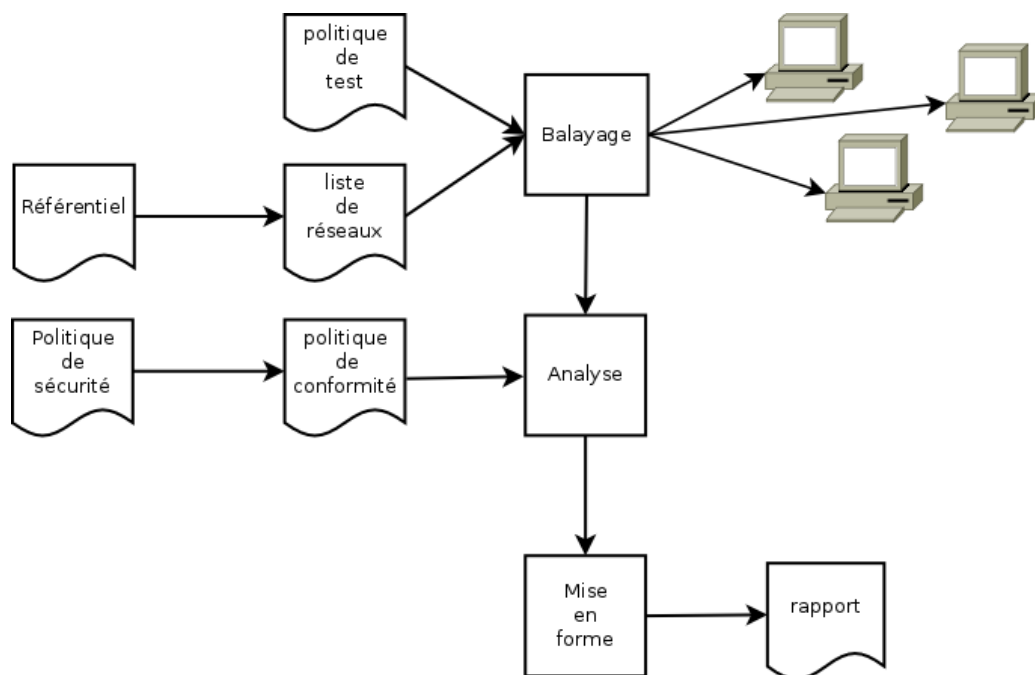 politique
de
test
Balayage
Référentiel
liste
de
réseaux
Politique
de
sécurité
politique
de
conformité
Analyse
Mise
en
forme
rapport